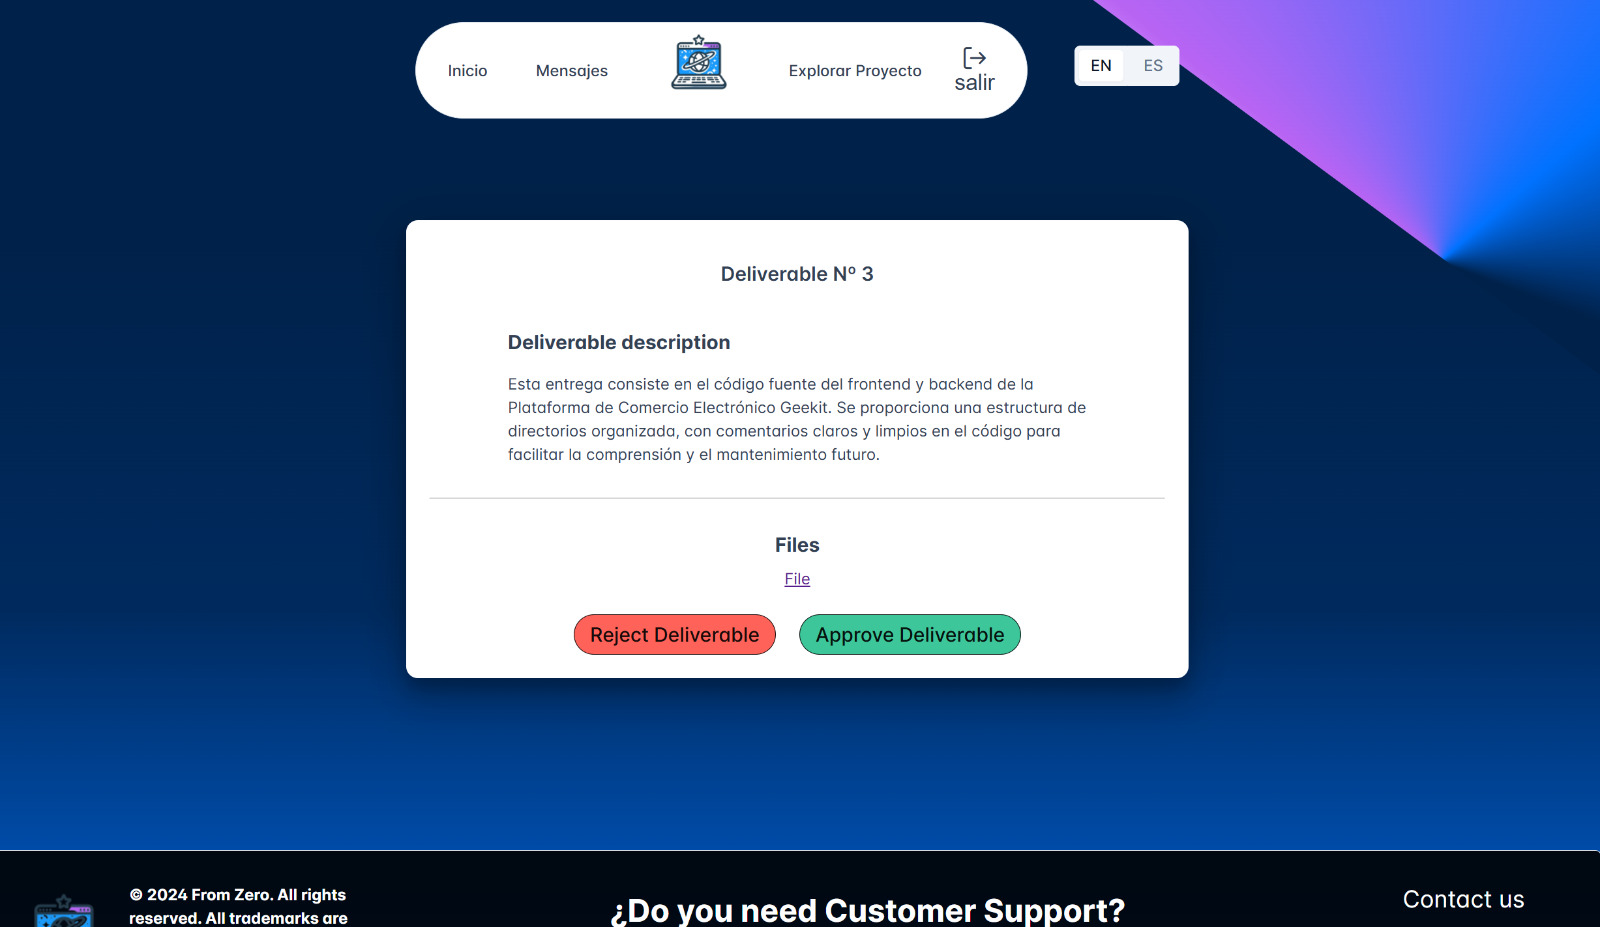 Inicio
Mensajes
Explorar Proyecto
salir
EN
ES
Deliverable Nº 3
Deliverable description
Esta entrega consiste en el código fuente del frontend y backend de la
Plataforma de Comercio Electrónico Geekit. Se proporciona una estructura de
directorios organizada, con comentarios claros y limpios en el código para
facilitar la comprensión y el mantenimiento futuro.
Files
File
Reject Deliverable
Approve Deliverable
© 2024 From Zero. All rights
reserved. All trademarks are
¿Do you need Customer Support?
Contact us